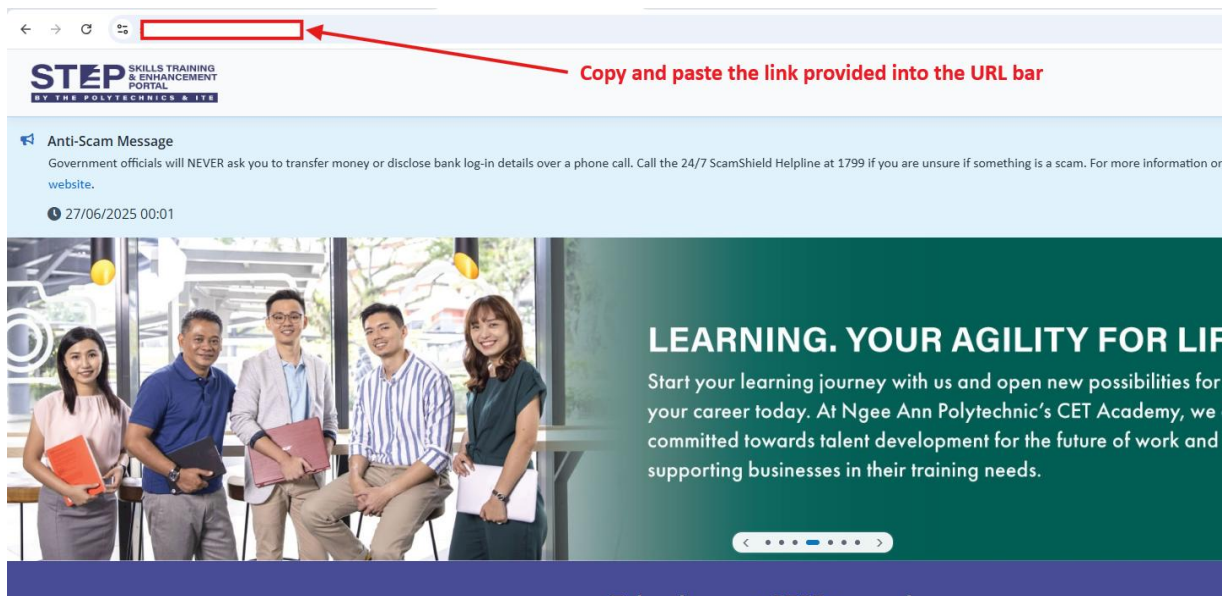 STEP SKILLS TRAINING
& ENHANCEMENT
PORTAL
BY THE POLYTECHNICS & ITE
Copy and paste the link provided into the URL bar
Anti-Scam Message
Government officials will NEVER ask you to transfer money or disclose bank log-in details over a phone call. Call the 24/7 ScamShield Helpline at 1799 if you are unsure if something is a scam. For more information or
website.
27/06/2025 00:01
LEARNING. YOUR AGILITY FOR LIF
Start your learning journey with us and open new possibilities for
your career today. At Ngee Ann Polytechnic's CET Academy, we
committed towards talent development for the future of work and
supporting businesses in their training needs.